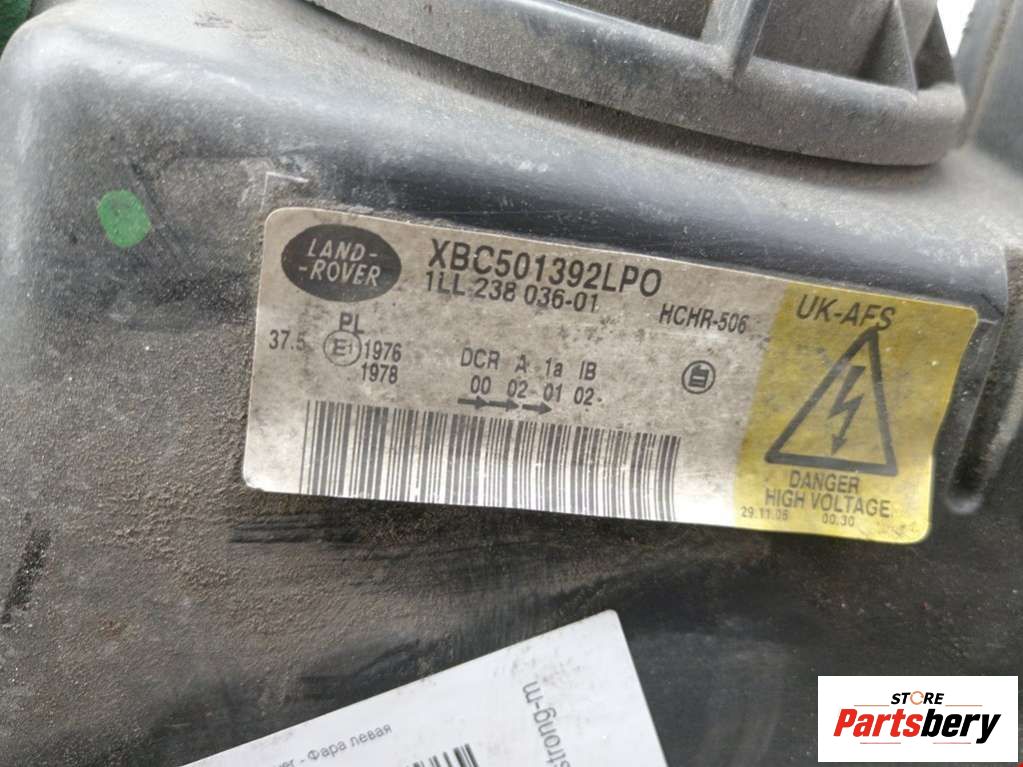 LAND-
-ROVER
XBC501392LPO
1LL 238 036-01
HCHR-506
UK-AFS
PL
37.5 E1 1976
1978
DCR A 1a IB
00 02 01 02-
DANGER
HIGH VOLTAGE
29.11.05 00:30
strong-m
- Фара левая
STORE
Partsbery